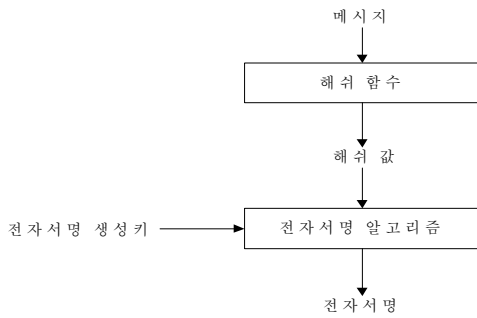 메시지
해쉬 함수
해쉬 값
전자서명 생성키
전자서명 알고리즘
전자서명